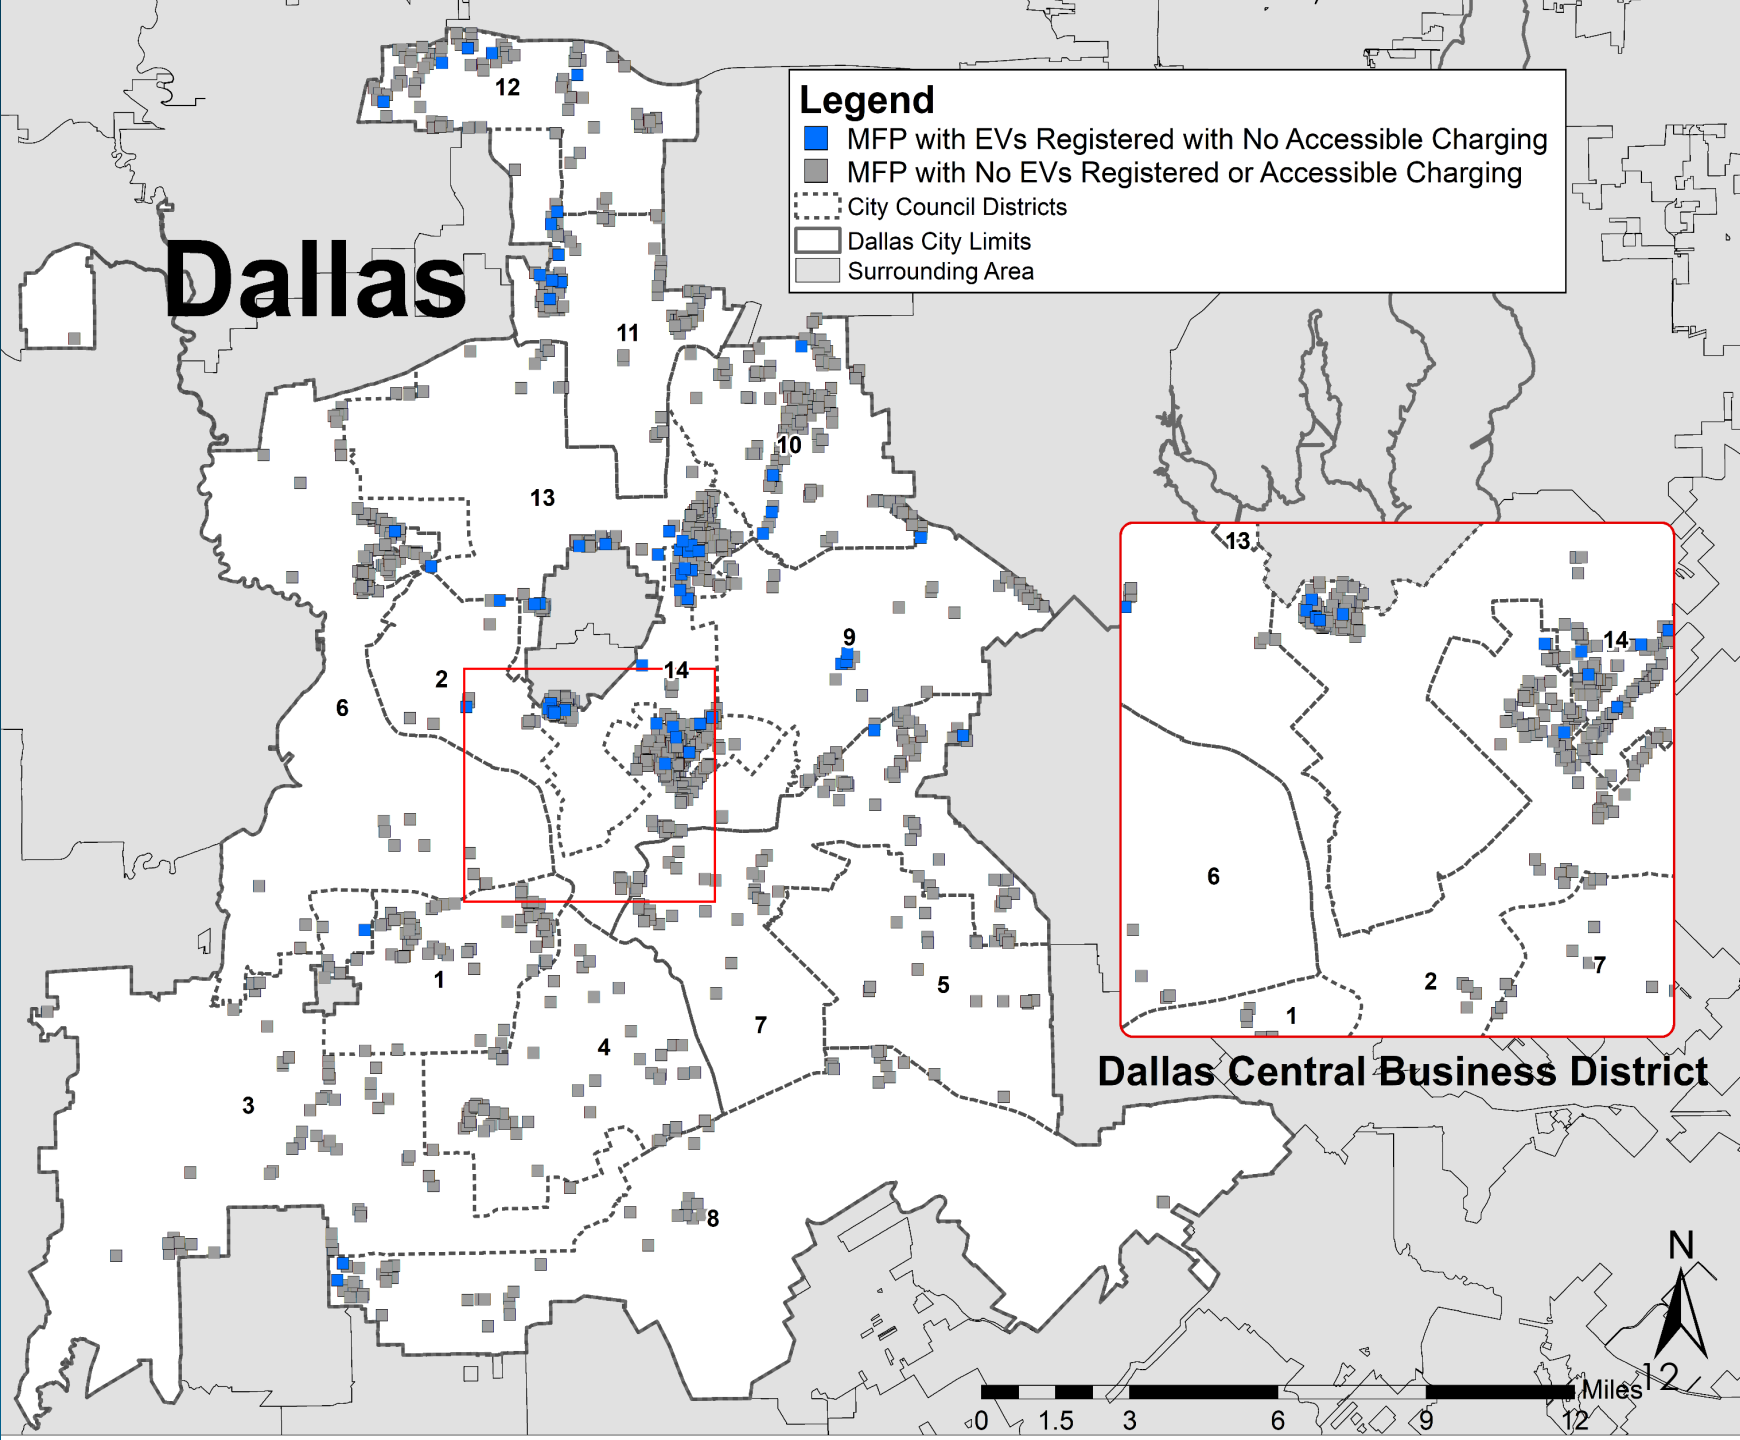 12
Legend
MFP with EVs Registered with No Accessible Charging
MFP with No EVs Registered or Accessible Charging
City Council Districts
Dallas City Limits
Surrounding Area
Dallas
11
10
13
13
14
9
14
2
6
6
7
2
1
1
5
7
4
3
Dallas Central Business District
8
N
12
Miles
0 1.5 3 6 9 12